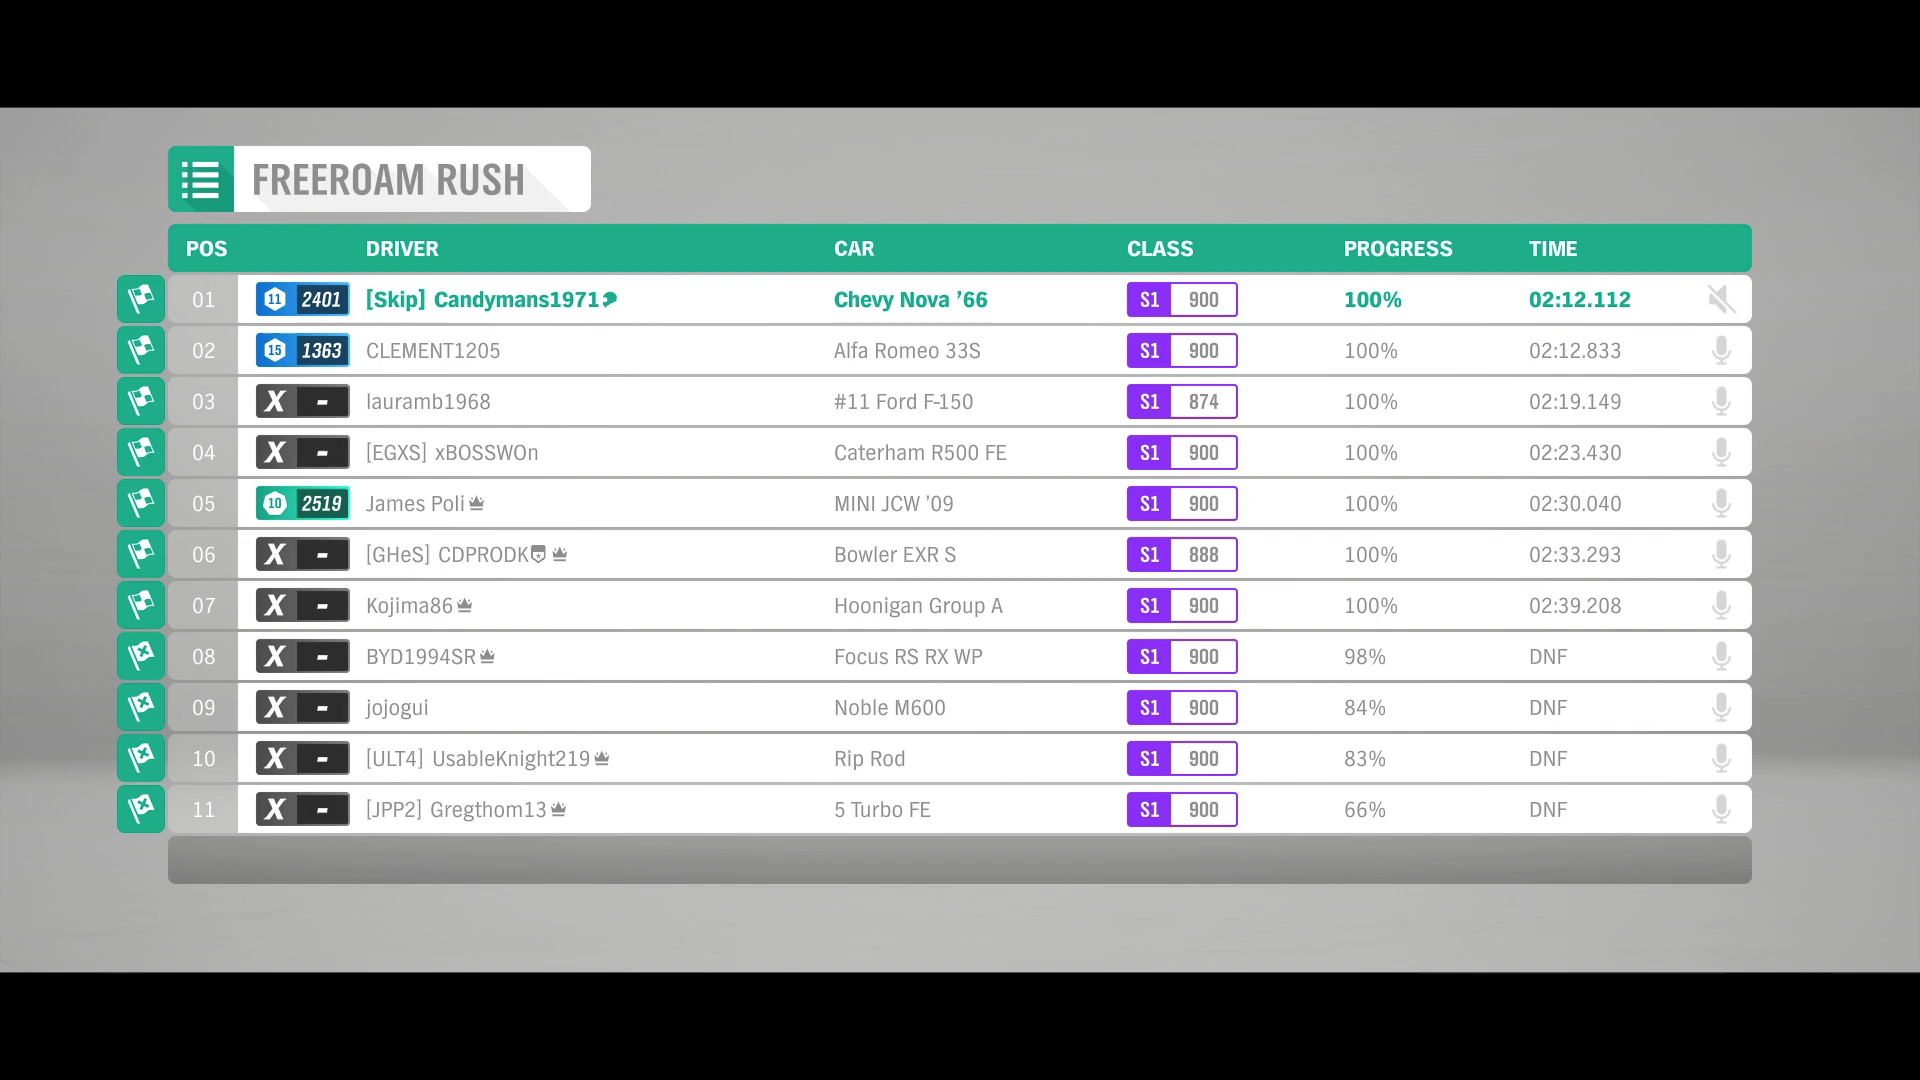 FREEROAM RUSH
POS DRIVER CAR CLASS PROGRESS TIME
01 11 2401 [Skip] Candymans1971 Chevy Nova ’66 S1 900 100% 02:12.112
02 15 1363 CLEMENT1205 Alfa Romeo 33S S1 900 100% 02:12.833
03 X - lauramb1968 #11 Ford F-150 S1 874 100% 02:19.149
04 X - [EGXS] xBOSSWOn Caterham R500 FE S1 900 100% 02:23.430
05 10 2519 James Poli MINI JCW ’09 S1 900 100% 02:30.040
06 X - [GHeS] CDPRODK Bowler EXR S S1 888 100% 02:33.293
07 X - Kojima86 Hoonigan Group A S1 900 100% 02:39.208
08 X - BYD1994SR Focus RS RX WP S1 900 98% DNF
09 X - jojogui Noble M600 S1 900 84% DNF
10 X - [ULT4] UsableKnight219 Rip Rod S1 900 83% DNF
11 X - [JPP2] Gregthom13 5 Turbo FE S1 900 66% DNF